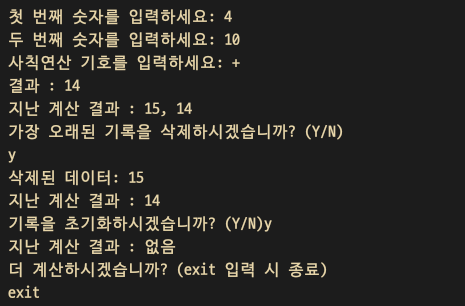 첫 번째 숫자를 입력하세요: 4
두 번째 숫자를 입력하세요: 10
사칙연산 기호를 입력하세요: +
결과 : 14
지난 계산 결과 : 15, 14
가장 오래된 기록을 삭제하시겠습니까? (Y/N)
y
삭제된 데이터: 15
지난 계산 결과 : 14
기록을 초기화하시겠습니까? (Y/N)y
지난 계산 결과 : 없음
더 계산하시겠습니까? (exit 입력 시 종료)
exit